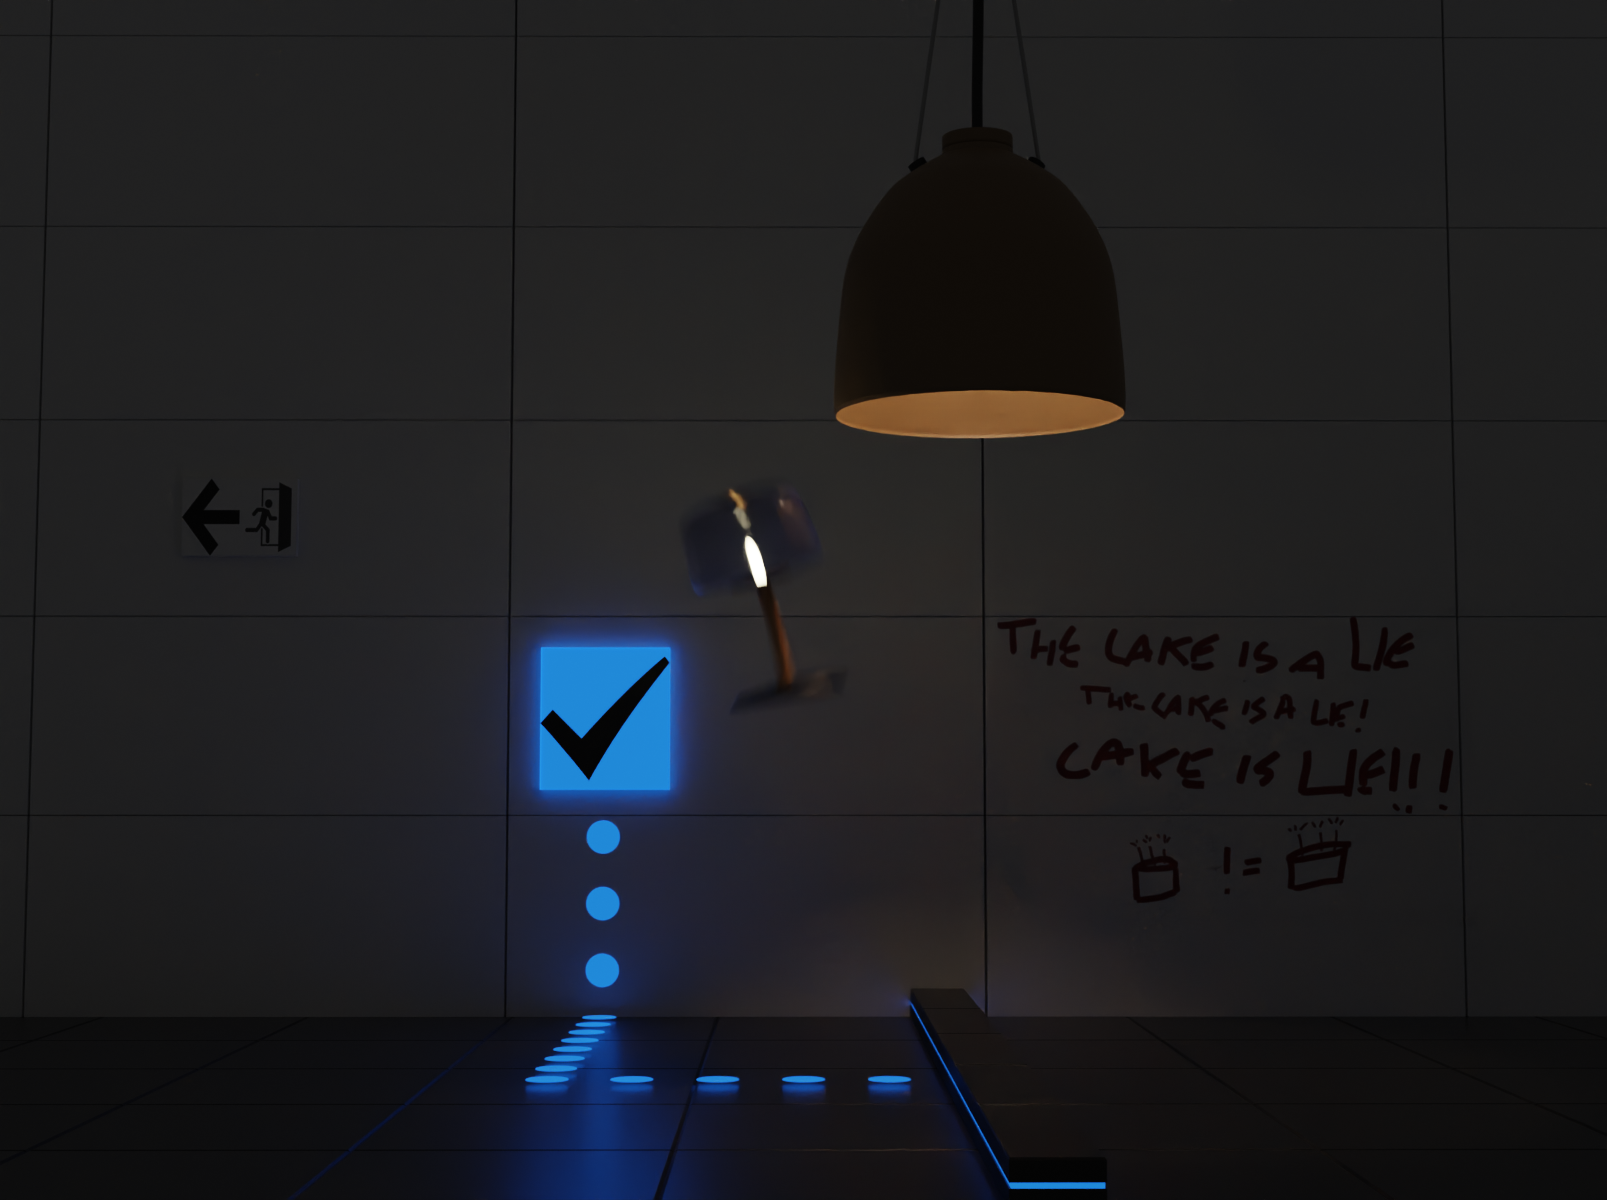 THE CAKE IS A LIE
THE CAKE IS A LIE!
CAKE IS LIE!!!
!=